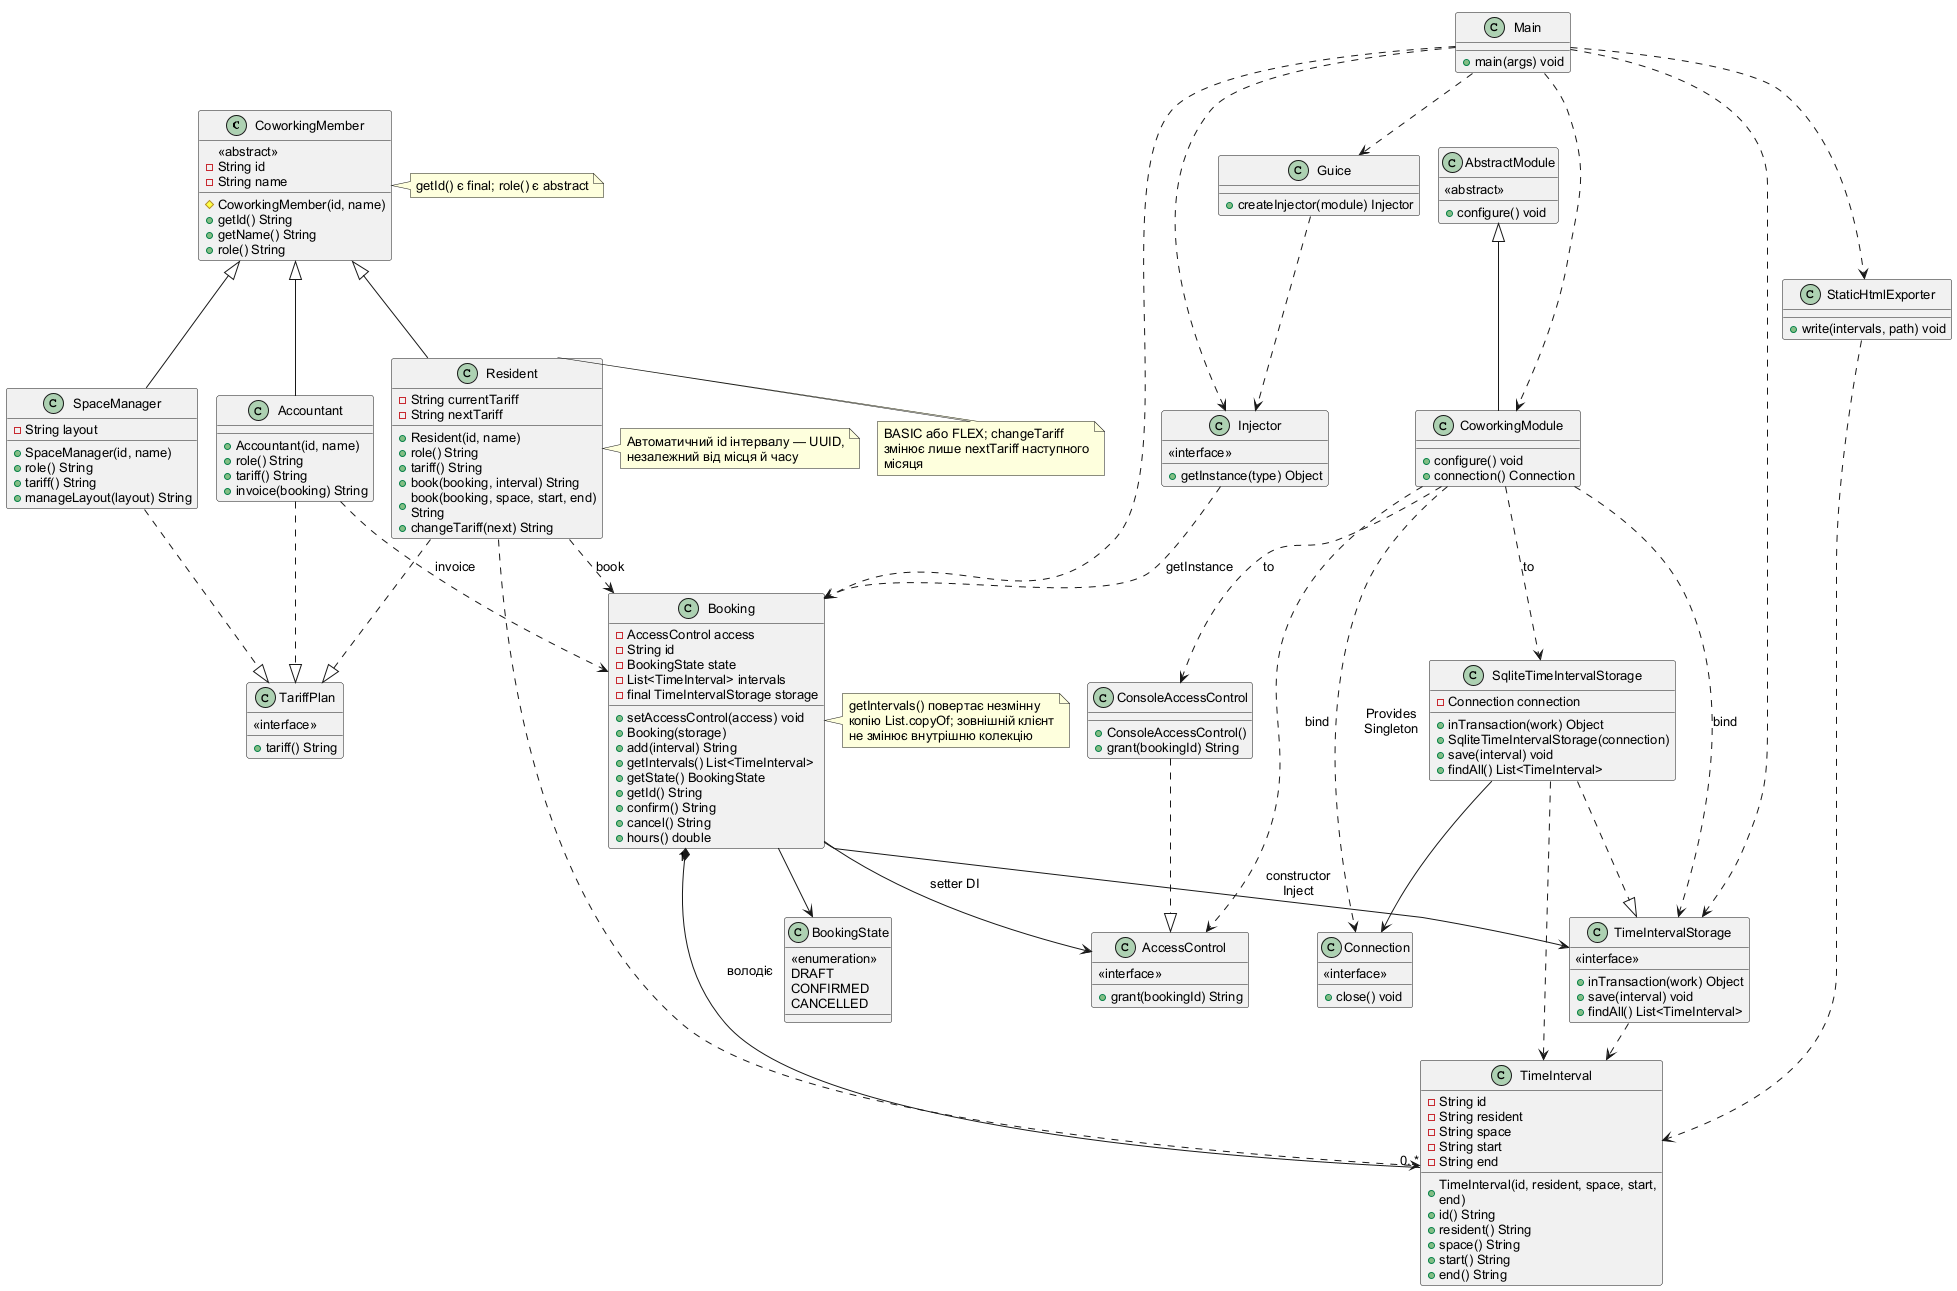 Main
main(args) void
CoworkingMember
«abstract»
String id
String name
CoworkingMember(id, name)
getId() String
getName() String
role() String
getId() є final; role() є abstract
Guice
createInjector(module) Injector
AbstractModule
«abstract»
configure() void
StaticHtmlExporter
write(intervals, path) void
SpaceManager
String layout
SpaceManager(id, name)
role() String
tariff() String
manageLayout(layout) String
Accountant
Accountant(id, name)
role() String
tariff() String
invoice(booking) String
Resident
String currentTariff
String nextTariff
Resident(id, name)
role() String
tariff() String
book(booking, interval) String
book(booking, space, start, end)
String
changeTariff(next) String
Автоматичний id інтервалу — UUID,
незалежний від місця й часу
BASIC або FLEX; changeTariff
змінює лише nextTariff наступного
місяця
Injector
«interface»
getInstance(type) Object
CoworkingModule
configure() void
connection() Connection
invoice
book
getInstance
to
to
TariffPlan
«interface»
tariff() String
Booking
AccessControl access
String id
BookingState state
List<TimeInterval> intervals
final TimeIntervalStorage storage
setAccessControl(access) void
Booking(storage)
add(interval) String
getIntervals() List<TimeInterval>
getState() BookingState
getId() String
confirm() String
cancel() String
hours() double
getIntervals() повертає незмінну
копію List.copyOf; зовнішній клієнт
не змінює внутрішню колекцію
ConsoleAccessControl
ConsoleAccessControl()
grant(bookingId) String
bind
Provides
Singleton
SqliteTimeIntervalStorage
Connection connection
inTransaction(work) Object
SqliteTimeIntervalStorage(connection)
save(interval) void
findAll() List<TimeInterval>
bind
setter DI
constructor
Inject
володіє
BookingState
«enumeration»
DRAFT
CONFIRMED
CANCELLED
AccessControl
«interface»
grant(bookingId) String
Connection
«interface»
close() void
TimeIntervalStorage
«interface»
inTransaction(work) Object
save(interval) void
findAll() List<TimeInterval>
0..*
TimeInterval
String id
String resident
String space
String start
String end
TimeInterval(id, resident, space, start,
end)
id() String
resident() String
space() String
start() String
end() String